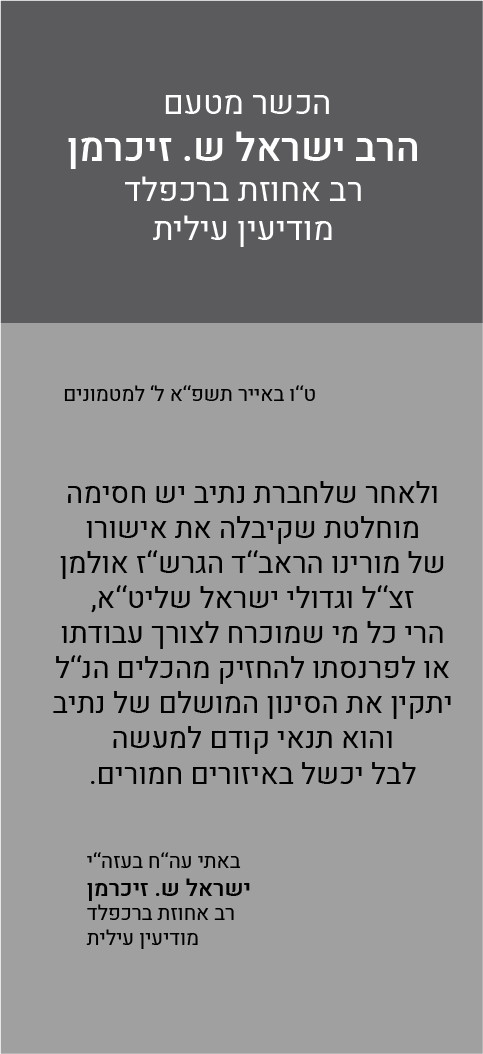 הכשר מטעם
הרב ישראל ש. זיכרמן
רב אחוזת ברכפלד
מודיעין עילית
ט“ו באייר תשפ“א ל‘ למטמונים
ולאחר שלחברת נתיב יש חסימה
מוחלטת שקיבלה את אישורו
של מורינו הראב“ד הגרש“ז אולמן
זצ“ל וגדולי ישראל שליט“א,
הרי כל מי שמוכרח לצורך עבודתו
או לפרנסתו להחזיק מהכלים הנ“ל
יתקין את הסינון המושלם של נתיב
והוא תנאי קודם למעשה
לבל יכשל באיזורים חמורים.
באתי עה“ח בעזה“י
ישראל ש. זיכרמן
רב אחוזת ברכפלד
מודיעין עילית